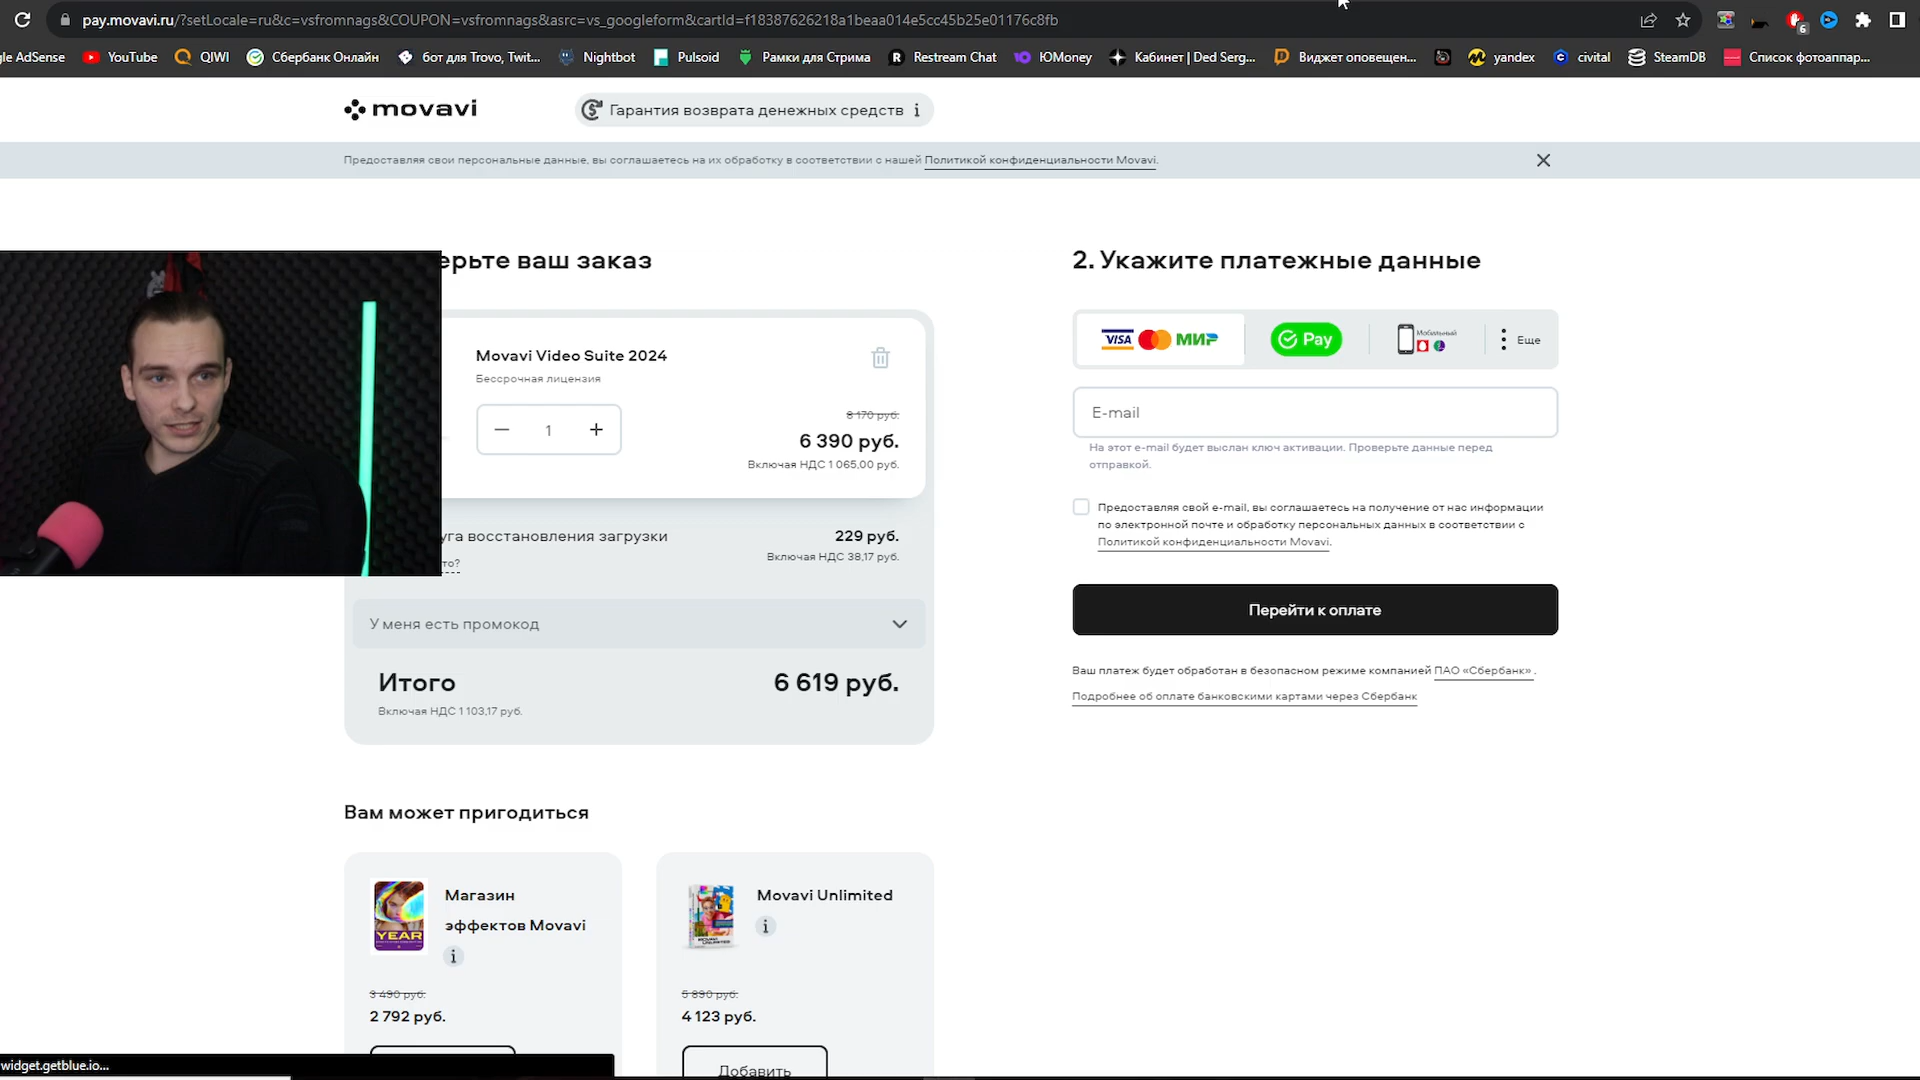 pay.movavi.ru/?setLocale=ru&c=vsfromnags&COUPON=vsfromnags&asrc=vs_googleform&cartId=f18387626218a1beaa014e5cc45b25e01176c8fb
6
le AdSense YouTube QIWI Сбербанк Онлайн бот для Trovo, Twit... Nightbot Pulsoid Рамки для Стрима Restream Chat ЮMoney Кабинет | Ded Serg... Виджет оповещен... yandex civital SteamDB Список фотоаппар...
movavi
Гарантия возврата денежных средств i
Предоставляя свои персональные данные, вы соглашаетесь на их обработку в соответствии с нашей Политикой конфиденциальности Movavi.
ерьте ваш заказ
Movavi Video Suite 2024
Бессрочная лицензия
1
8 170 руб.
6 390 руб.
Включая НДС 1 065,00 руб.
уга восстановления загрузки
229 руб.
Включая НДС 38,17 руб.
то?
У меня есть промокод
Итого
6 619 руб.
Включая НДС 1 103,17 руб.
2. Укажите платежные данные
VISA МИР Pay Мобильный Еще
E-mail
На этот e-mail будет выслан ключ активации. Проверьте данные перед
отправкой.
Предоставляя свой e-mail, вы соглашаетесь на получение от нас информации
по электронной почте и обработку персональных данных в соответствии с
Политикой конфиденциальности Movavi.
Перейти к оплате
Ваш платеж будет обработан в безопасном режиме компанией ПАО «Сбербанк» .
Подробнее об оплате банковскими картами через Сбербанк
Вам может пригодиться
YEAR
Магазин
эффектов Movavi
i
3 490 руб.
2 792 руб.
MOVAVI
UNLIMITED
Movavi Unlimited
i
5 890 руб.
4 123 руб.
Добавить
widget.getblue.io...